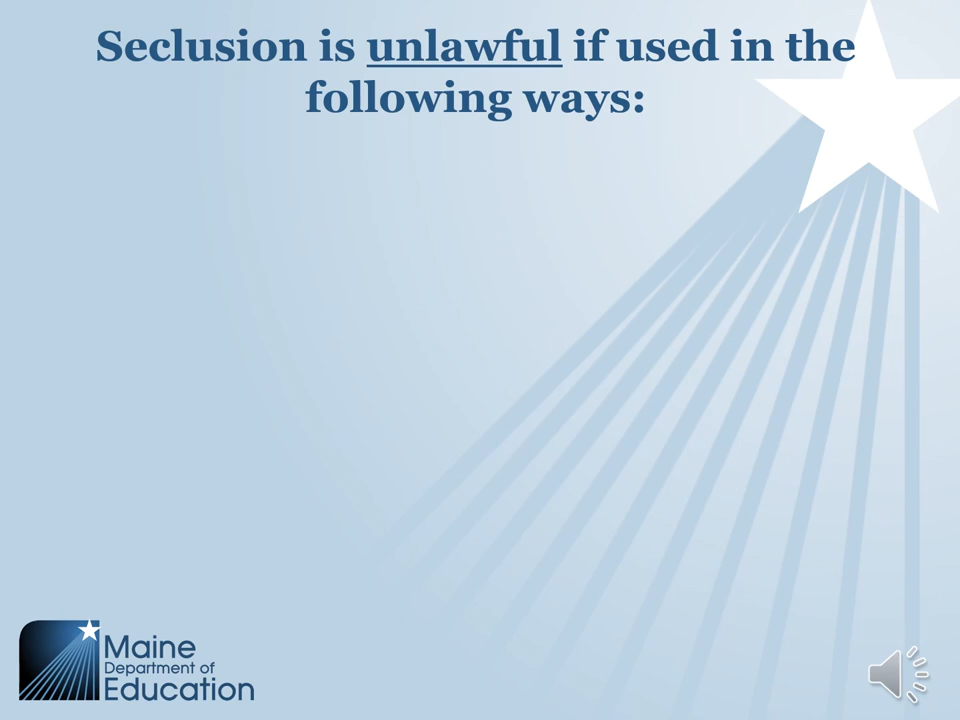 Seclusion is unlawful if used in the
following ways:
Maine
Department of
Education